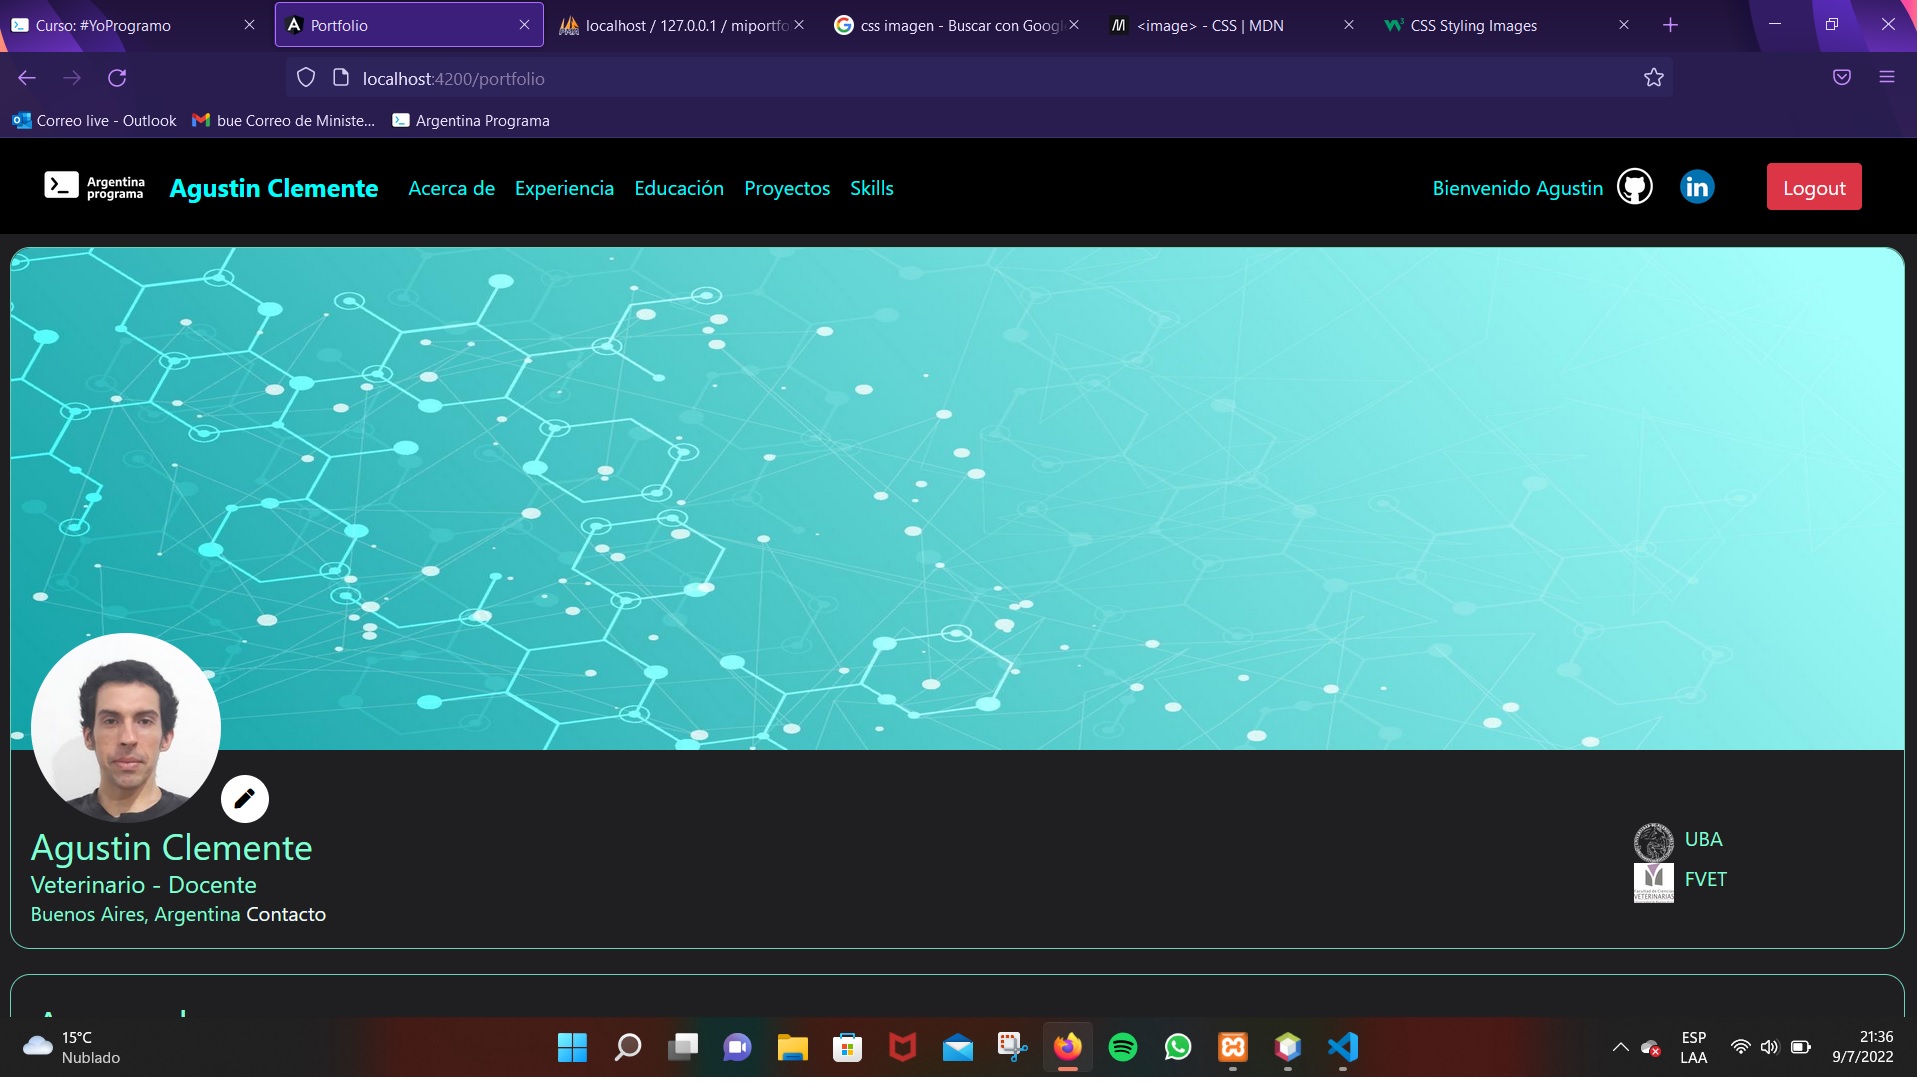 Curso: #YoProgramo
Portfolio
localhost / 127.0.0.1 / miportfo
css imagen - Buscar con Googl
<image> - CSS | MDN
CSS Styling Images
localhost:4200/portfolio
Correo live - Outlook
bue Correo de Ministe...
Argentina Programa
Argentina
programa
Agustin Clemente
Acerca de
Experiencia
Educación
Proyectos
Skills
Bienvenido Agustin
Logout
Agustin Clemente
Veterinario - Docente
Buenos Aires, Argentina Contacto
UBA
FVET
VETERINARIAS
15°C
Nublado
ESP
LAA
21:36
9/7/2022